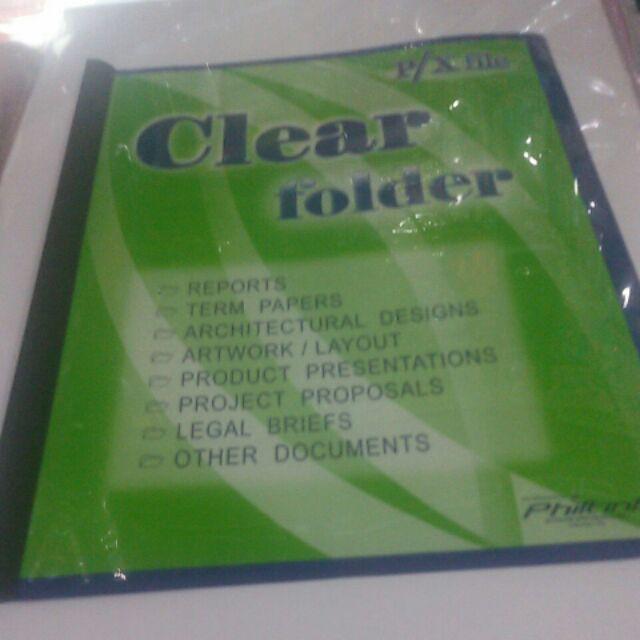 P/X file
Clear
folder
REPORTS
TERM PAPERS
ARCHITECTURAL DESIGNS
ARTWORK / LAYOUT
PRODUCT PRESENTATIONS
PROJECT PROPOSALS
LEGAL BRIEFS
OTHER DOCUMENTS